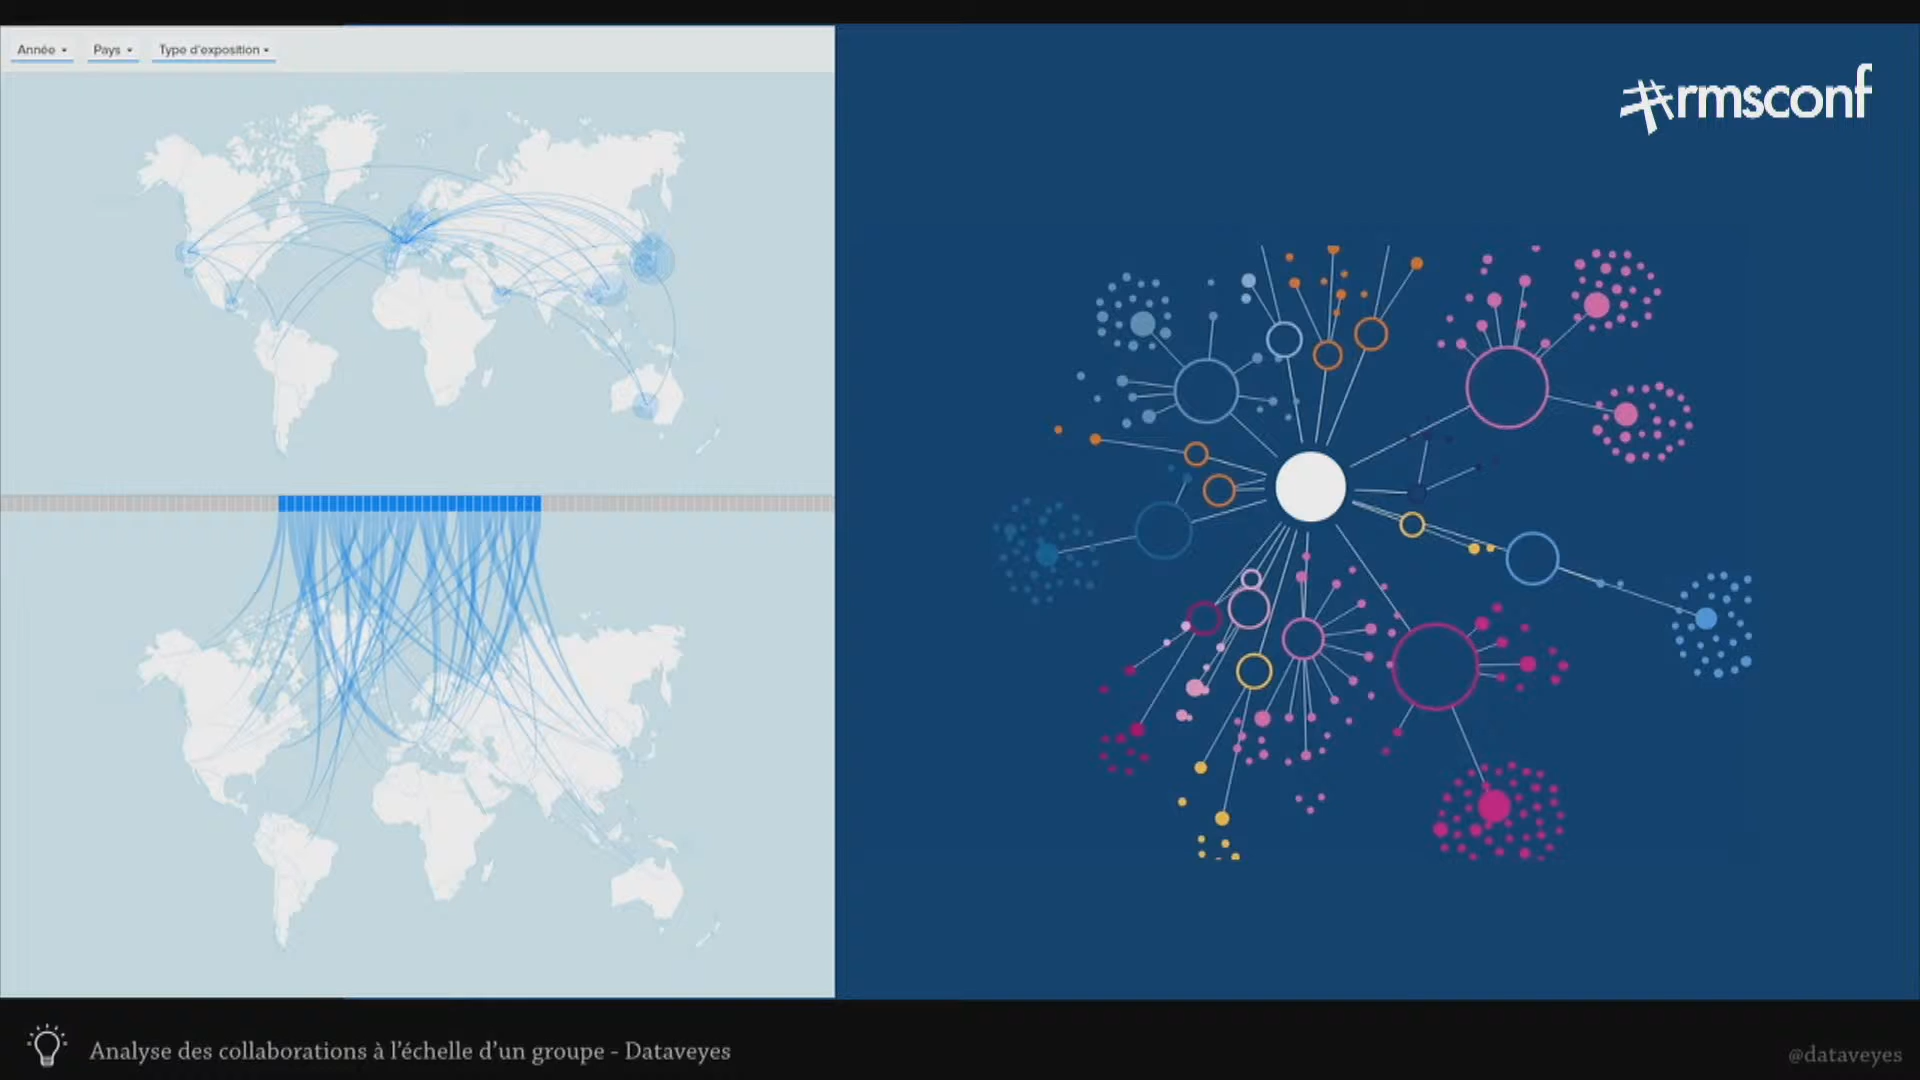 Année
Pays
Type d'exposition
#rmsconf
Analyse des collaborations à l'échelle d'un groupe - Dataveyes
@dataveyes